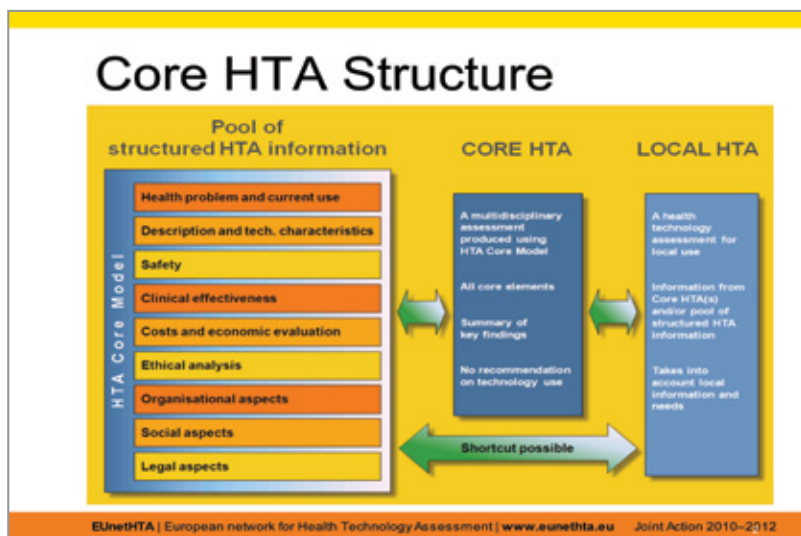 Core HTA Structure
Pool of
structured HTA information
HTA Core Model
Health problem and current use
Description and tech. characteristics
Safety
Clinical effectiveness
Costs and economic evaluation
Ethical analysis
Organisational aspects
Social aspects
Legal aspects
CORE HTA
A multidisciplinary
assessment
produced using
HTA Core Model
All core elements
Summary of
key findings
No recommendation
on technology use
LOCAL HTA
A health
technology
assessment for
local use
Information from
Core HTA(s)
and/or pool of
structured HTA
information
Takes into
account local
information and
needs
Shortcut possible
EUnetHTA | European network for Health Technology Assessment | www.eunethta.eu Joint Action 2010–2012